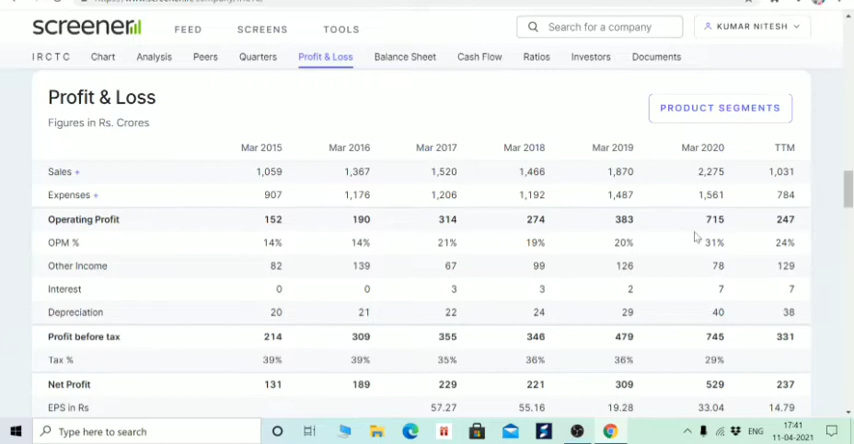 screener
FEED SCREENS TOOLS Search for a company KUMAR NITESH
IRCTC Chart Analysis Peers Quarters Profit & Loss Balance Sheet Cash Flow Ratios Investors Documents
Profit & Loss
PRODUCT SEGMENTS
Figures in Rs. Crores
Mar 2015 Mar 2016 Mar 2017 Mar 2018 Mar 2019 Mar 2020 TTM
Sales + 1,059 1,367 1,520 1,466 1,870 2,275 1,031
Expenses + 907 1,176 1,206 1,192 1,487 1,561 784
Operating Profit 152 190 314 274 383 715 247
OPM % 14% 14% 21% 19% 20% 31% 24%
Other Income 82 139 67 99 126 78 129
Interest 0 0 3 3 2 7 7
Depreciation 20 21 22 24 29 40 38
Profit before tax 214 309 355 346 479 745 331
Tax % 39% 39% 35% 36% 36% 29%
Net Profit 131 189 229 221 309 529 237
EPS in Rs 57.27 55.16 19.28 33.04 14.79
Type here to search ENG 17:41
11-04-2021